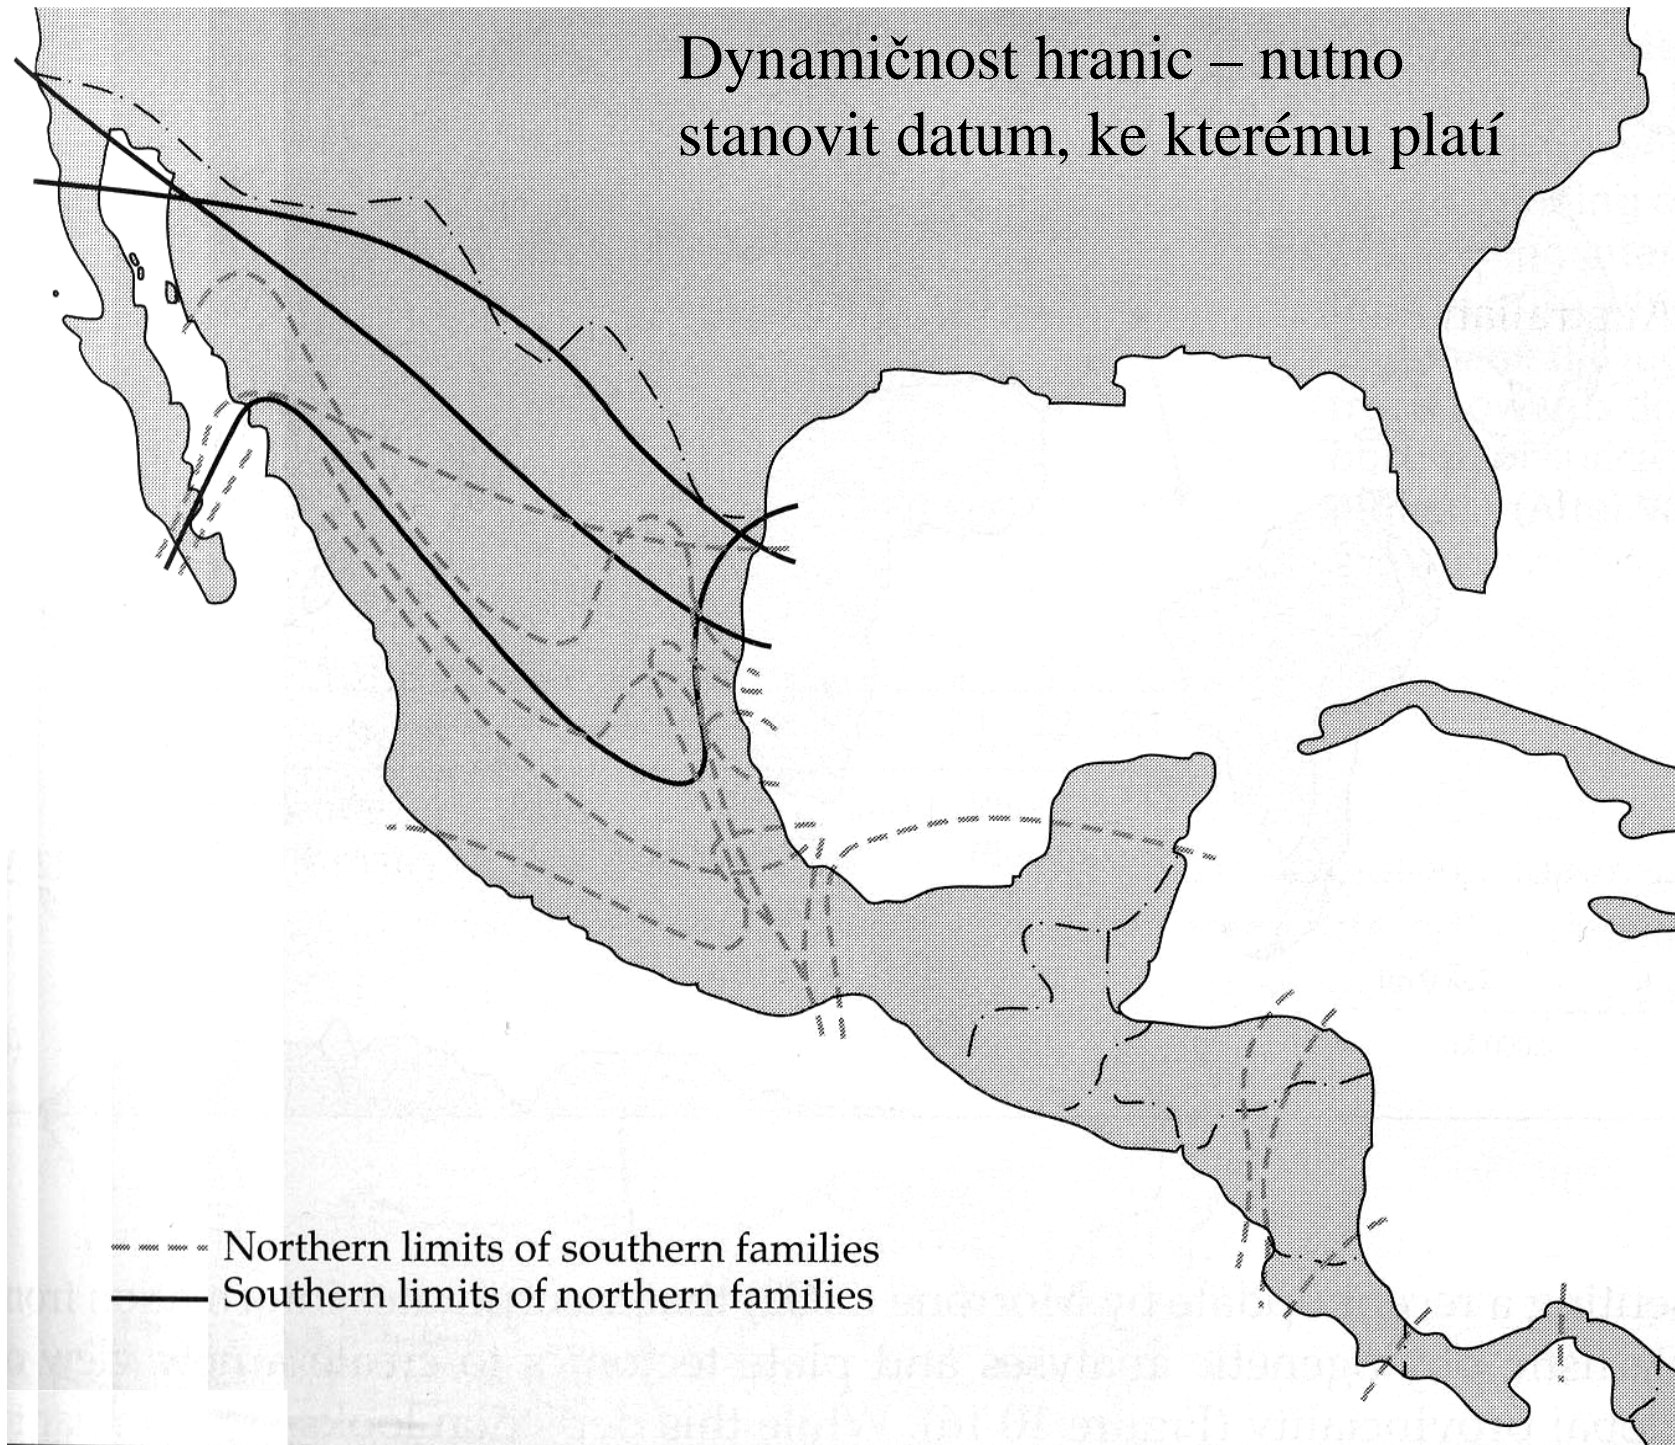 Dynamičnost hranic – nutno
stanovit datum, ke kterému platí
Northern limits of southern families
Southern limits of northern families